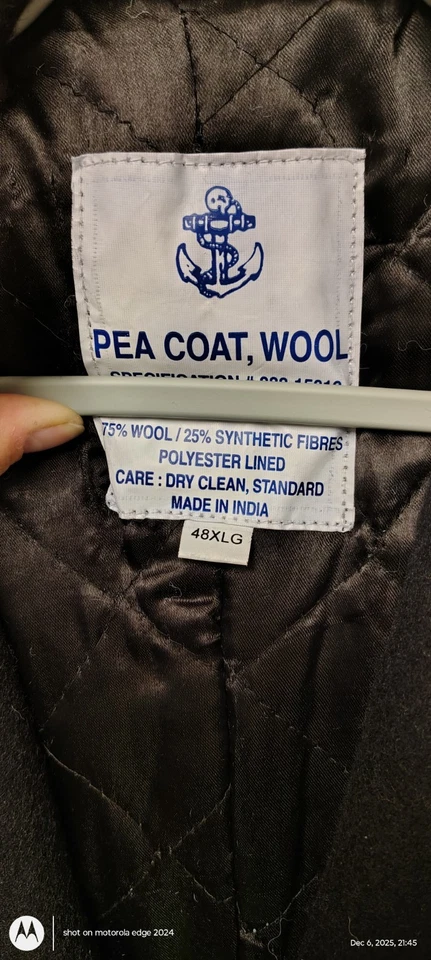 PEA COAT, WOOL
SPECIFICATION #
75% WOOL / 25% SYNTHETIC FIBRES
POLYESTER LINED
CARE : DRY CLEAN, STANDARD
MADE IN INDIA
48XLG
shot on motorola edge 2024
Dec 6, 2025, 21:45